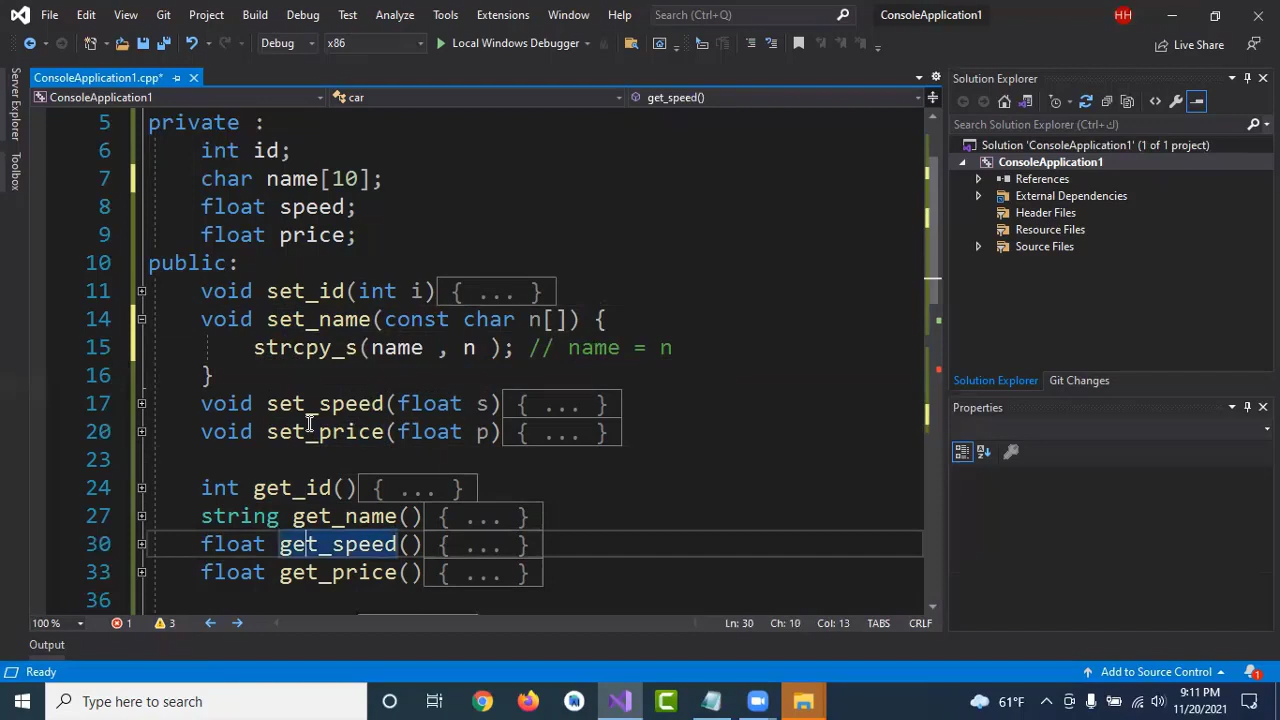 File Edit View Git Project Build Debug Test Analyze Tools Extensions Window Help Search (Ctrl+Q) ConsoleApplication1 HH
Debug x86 Local Windows Debugger Live Share
Server Explorer
Toolbox
ConsoleApplication1.cpp*
ConsoleApplication1 car get_speed()
5 private :
6 int id;
7 char name[10];
8 float speed;
9 float price;
10 public:
11 void set_id(int i) { ... }
14 void set_name(const char n[]) {
15 strcpy_s(name , n ); // name = n
16 }
17 void set_speed(float s) { ... }
20 void set_price(float p) { ... }
23
24 int get_id() { ... }
27 string get_name() { ... }
30 float get_speed() { ... }
33 float get_price() { ... }
36
100 % 1 3 Ln: 30 Ch: 10 Col: 13 TABS CRLF
Output
Solution Explorer
Search Solution Explorer (Ctrl+ك)
Solution 'ConsoleApplication1' (1 of 1 project)
ConsoleApplication1
References
External Dependencies
Header Files
Resource Files
Source Files
Solution Explorer Git Changes
Properties
Ready Add to Source Control 1
Type here to search 61°F 9:11 PM
11/20/2021